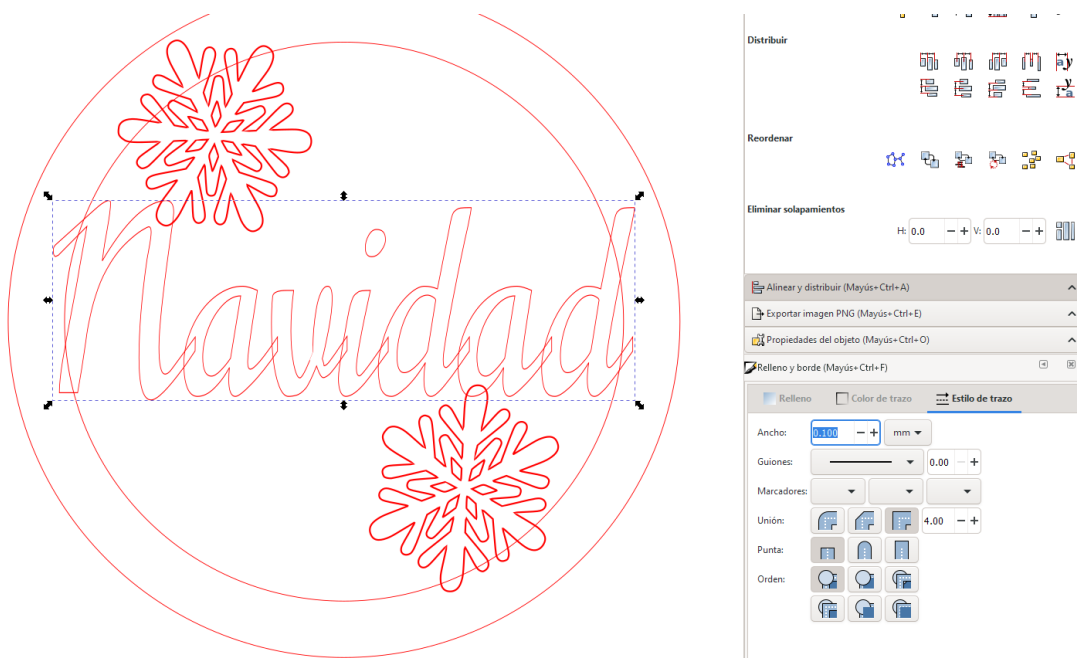 Navidad
Distribuir
Reordenar
Eliminar solapamientos
H: 0.0 − + V: 0.0 − +
Alinear y distribuir (Mayús+Ctrl+A)
Exportar imagen PNG (Mayús+Ctrl+E)
Propiedades del objeto (Mayús+Ctrl+O)
Relleno y borde (Mayús+Ctrl+F)
Relleno Color de trazo Estilo de trazo
Ancho: 0.100 − + mm
Guiones: 0.00 − +
Marcadores:
Unión: 4.00 − +
Punta:
Orden: